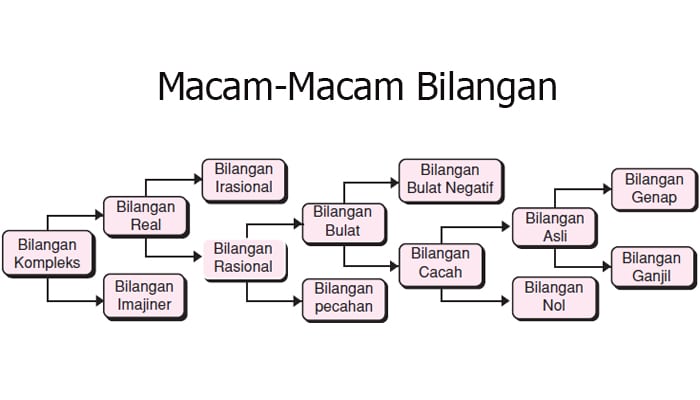 Macam-Macam Bilangan
Bilangan
Kompleks
Bilangan
Real
Bilangan
Imajiner
Bilangan
Irasional
Bilangan
Rasional
Bilangan
Bulat
Bilangan
pecahan
Bilangan
Bulat Negatif
Bilangan
Cacah
Bilangan
Asli
Bilangan
Nol
Bilangan
Genap
Bilangan
Ganjil